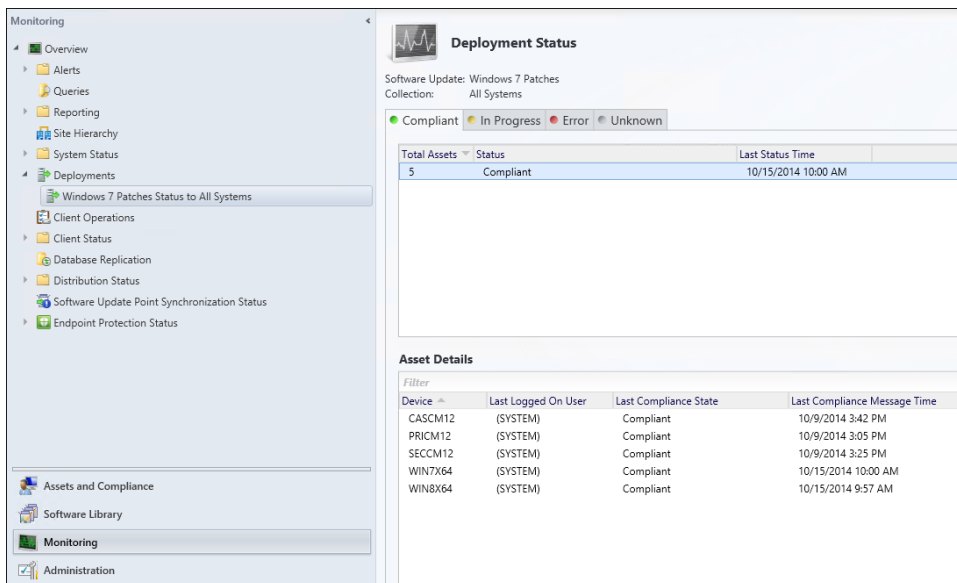 Monitoring
Overview
Alerts
Queries
Reporting
Site Hierarchy
System Status
Deployments
Windows 7 Patches Status to All Systems
Client Operations
Client Status
Database Replication
Distribution Status
Software Update Point Synchronization Status
Endpoint Protection Status
Assets and Compliance
Software Library
Monitoring
Administration
Deployment Status
Software Update: Windows 7 Patches
Collection: All Systems
Compliant In Progress Error Unknown
Total Assets Status Last Status Time
5 Compliant 10/15/2014 10:00 AM
Asset Details
Filter
Device Last Logged On User Last Compliance State Last Compliance Message Time
CASCM12 (SYSTEM) Compliant 10/9/2014 3:42 PM
PRICM12 (SYSTEM) Compliant 10/9/2014 3:05 PM
SECCM12 (SYSTEM) Compliant 10/9/2014 3:25 PM
WIN7X64 (SYSTEM) Compliant 10/15/2014 10:00 AM
WIN8X64 (SYSTEM) Compliant 10/15/2014 9:57 AM